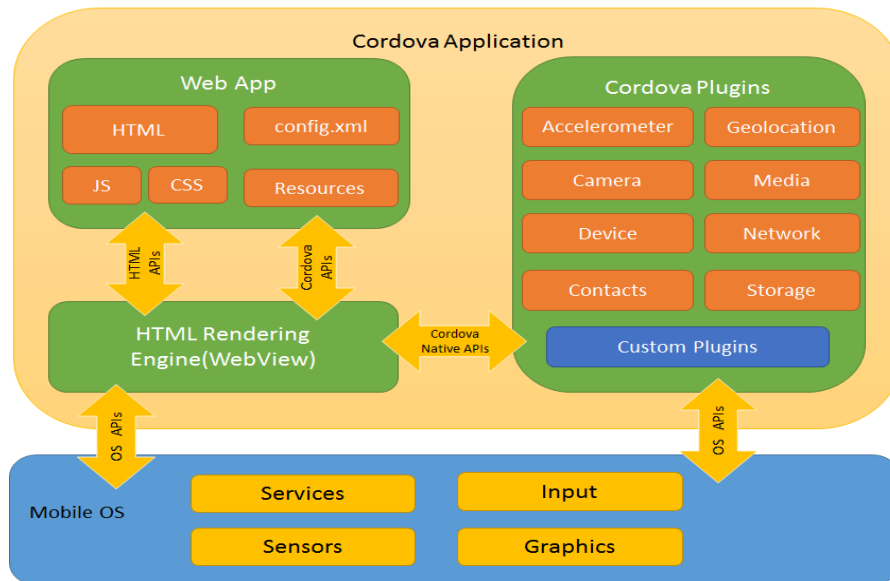 Cordova Application
Web App
HTML
config.xml
JS
CSS
Resources
HTML
APIs
Cordova
APIs
HTML Rendering
Engine(WebView)
Cordova
Native APIs
Cordova Plugins
Accelerometer
Geolocation
Camera
Media
Device
Network
Contacts
Storage
Custom Plugins
OS APIs
OS APIs
Mobile OS
Services
Input
Sensors
Graphics